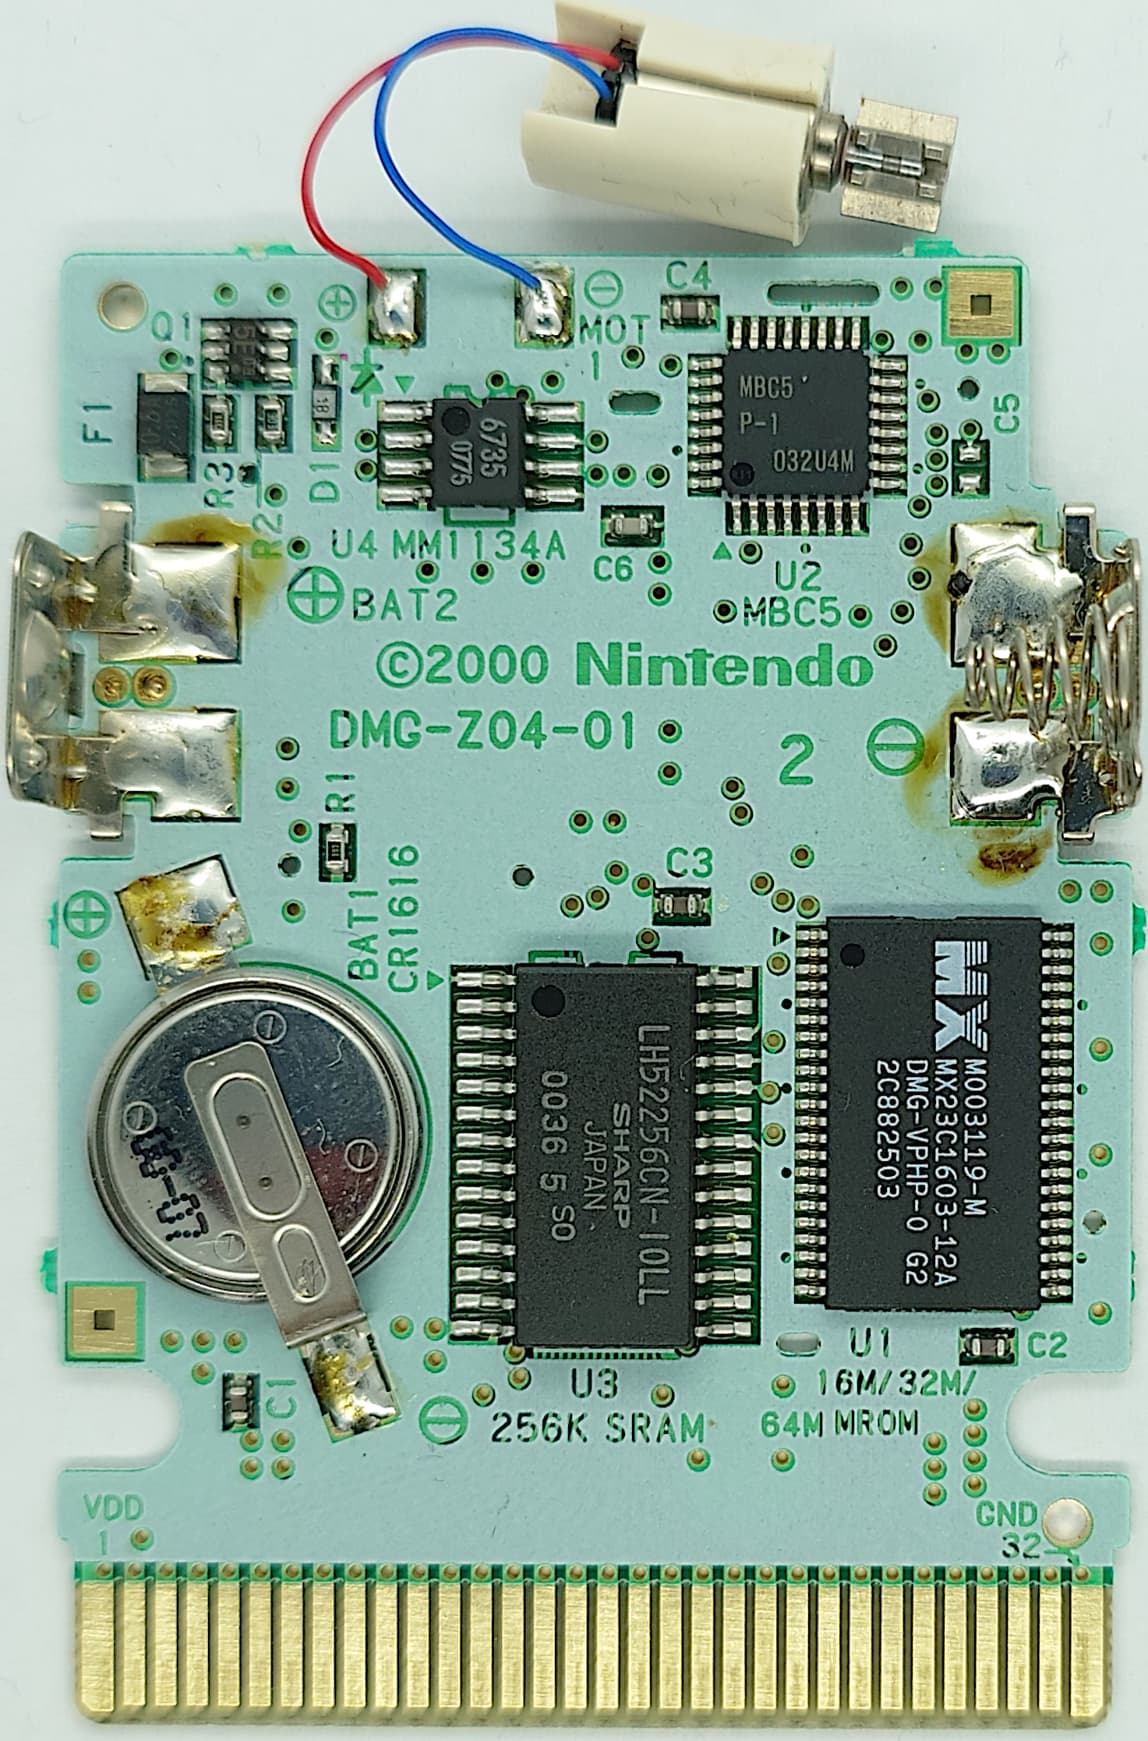 C4
Q1
⊕
⊖
MOT
1
MBC5
P-1
032U4M
C5
F1
R3
R2
D1
6735
0775
U4 MM1134A
C6
U2
MBC5
⊕ BAT2
©2000 Nintendo
DMG-Z04-01
2 ⊖
R1
C3
⊕
BAT1
CR1616
LH52256CN-10LL
SHARP
JAPAN
0036 5 SO
MX
M003119-M
MX23C1603-12A
DMG-VPHP-0 G2
2C882503
U3
⊖ 256K SRAM
U1
16M/32M/
64M MROM
C2
C1
VDD
1
GND
32